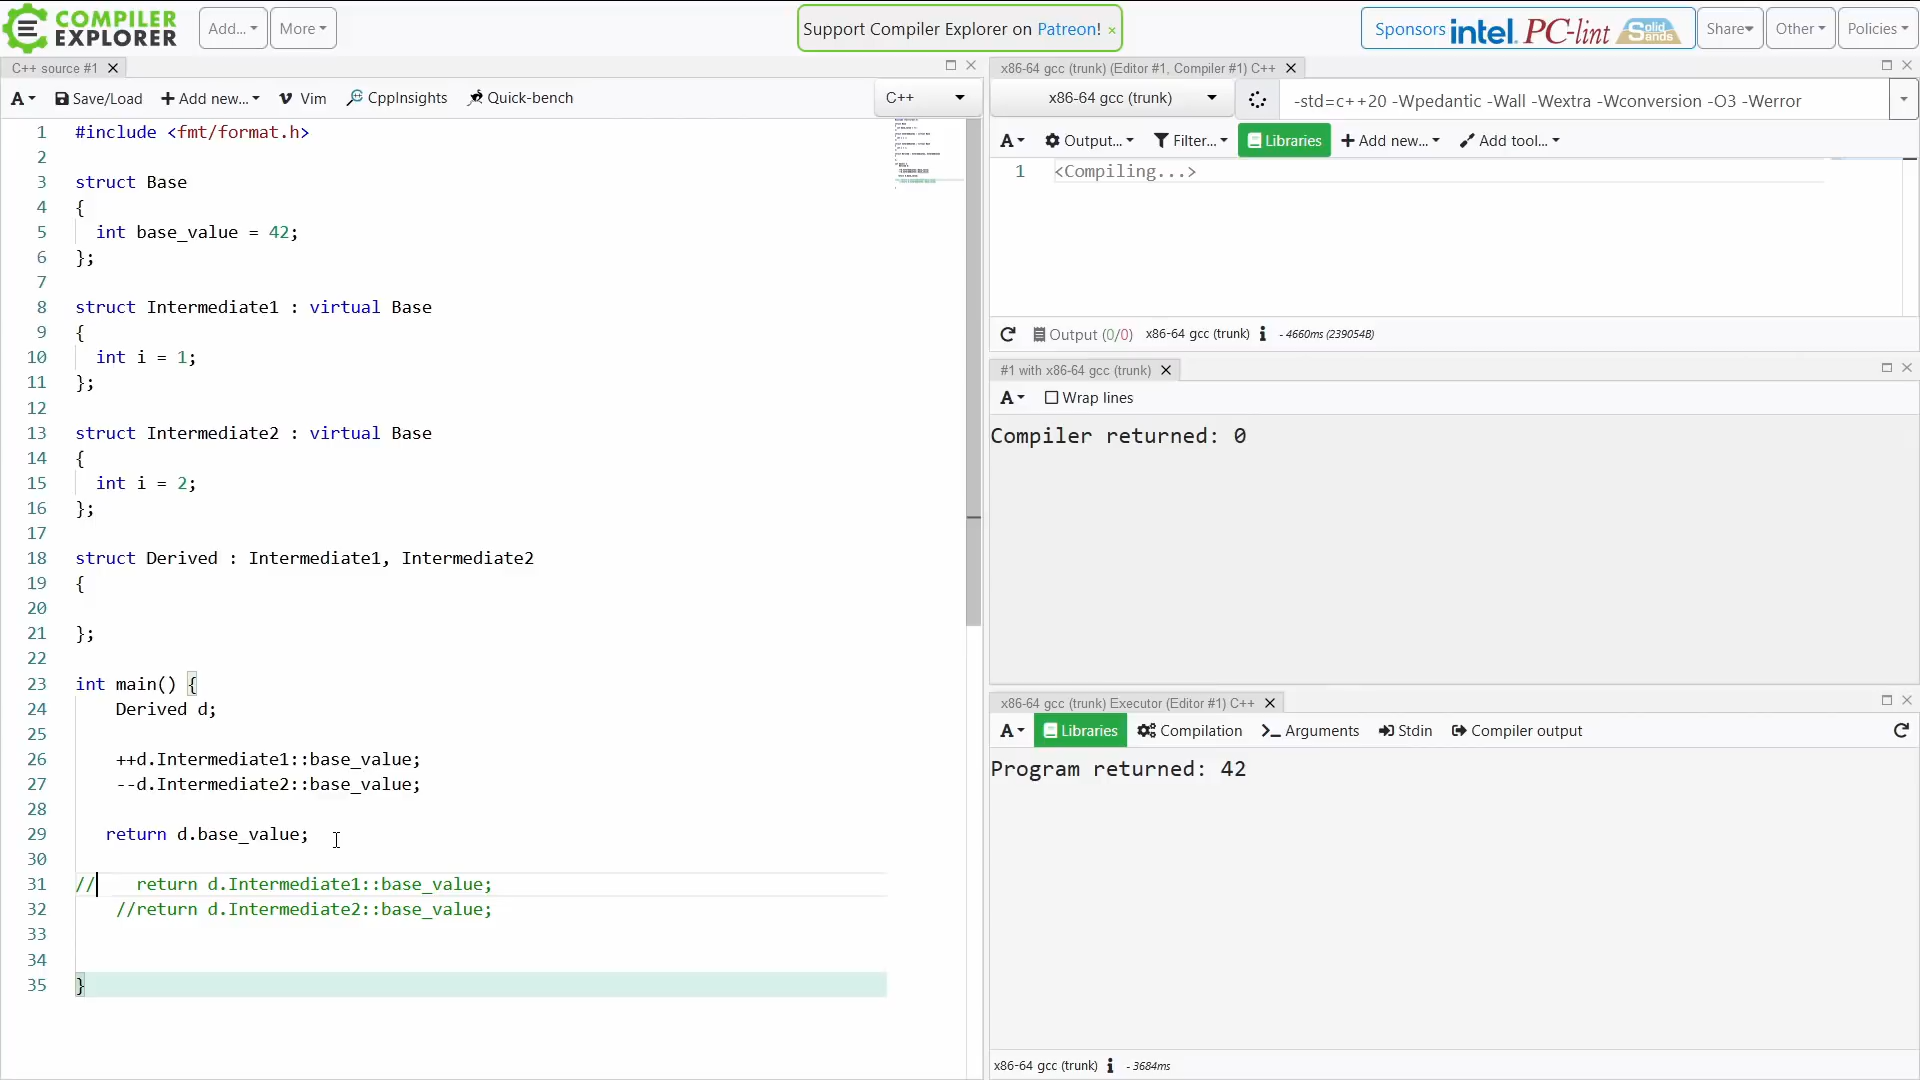 COMPILER
EXPLORER
Add...
More
Support Compiler Explorer on Patreon! ×
Sponsors intel. PC-lint Solid Sands
Share
Other
Policies
C++ source #1
A
Save/Load
Add new...
Vim
CppInsights
Quick-bench
C++
1 #include <fmt/format.h>
2
3 struct Base
4 {
5 int base_value = 42;
6 };
7
8 struct Intermediate1 : virtual Base
9 {
10 int i = 1;
11 };
12
13 struct Intermediate2 : virtual Base
14 {
15 int i = 2;
16 };
17
18 struct Derived : Intermediate1, Intermediate2
19 {
20
21 };
22
23 int main() {
24 Derived d;
25
26 ++d.Intermediate1::base_value;
27 --d.Intermediate2::base_value;
28
29 return d.base_value;
30
31 // return d.Intermediate1::base_value;
32 //return d.Intermediate2::base_value;
33
34
35 }
x86-64 gcc (trunk) (Editor #1, Compiler #1) C++
x86-64 gcc (trunk)
-std=c++20 -Wpedantic -Wall -Wextra -Wconversion -O3 -Werror
A
Output...
Filter...
Libraries
Add new...
Add tool...
1 <Compiling...>
Output (0/0) x86-64 gcc (trunk) i - 4660ms (239054B)
#1 with x86-64 gcc (trunk)
A
Wrap lines
Compiler returned: 0
x86-64 gcc (trunk) Executor (Editor #1) C++
A
Libraries
Compilation
Arguments
Stdin
Compiler output
Program returned: 42
x86-64 gcc (trunk) i - 3684ms